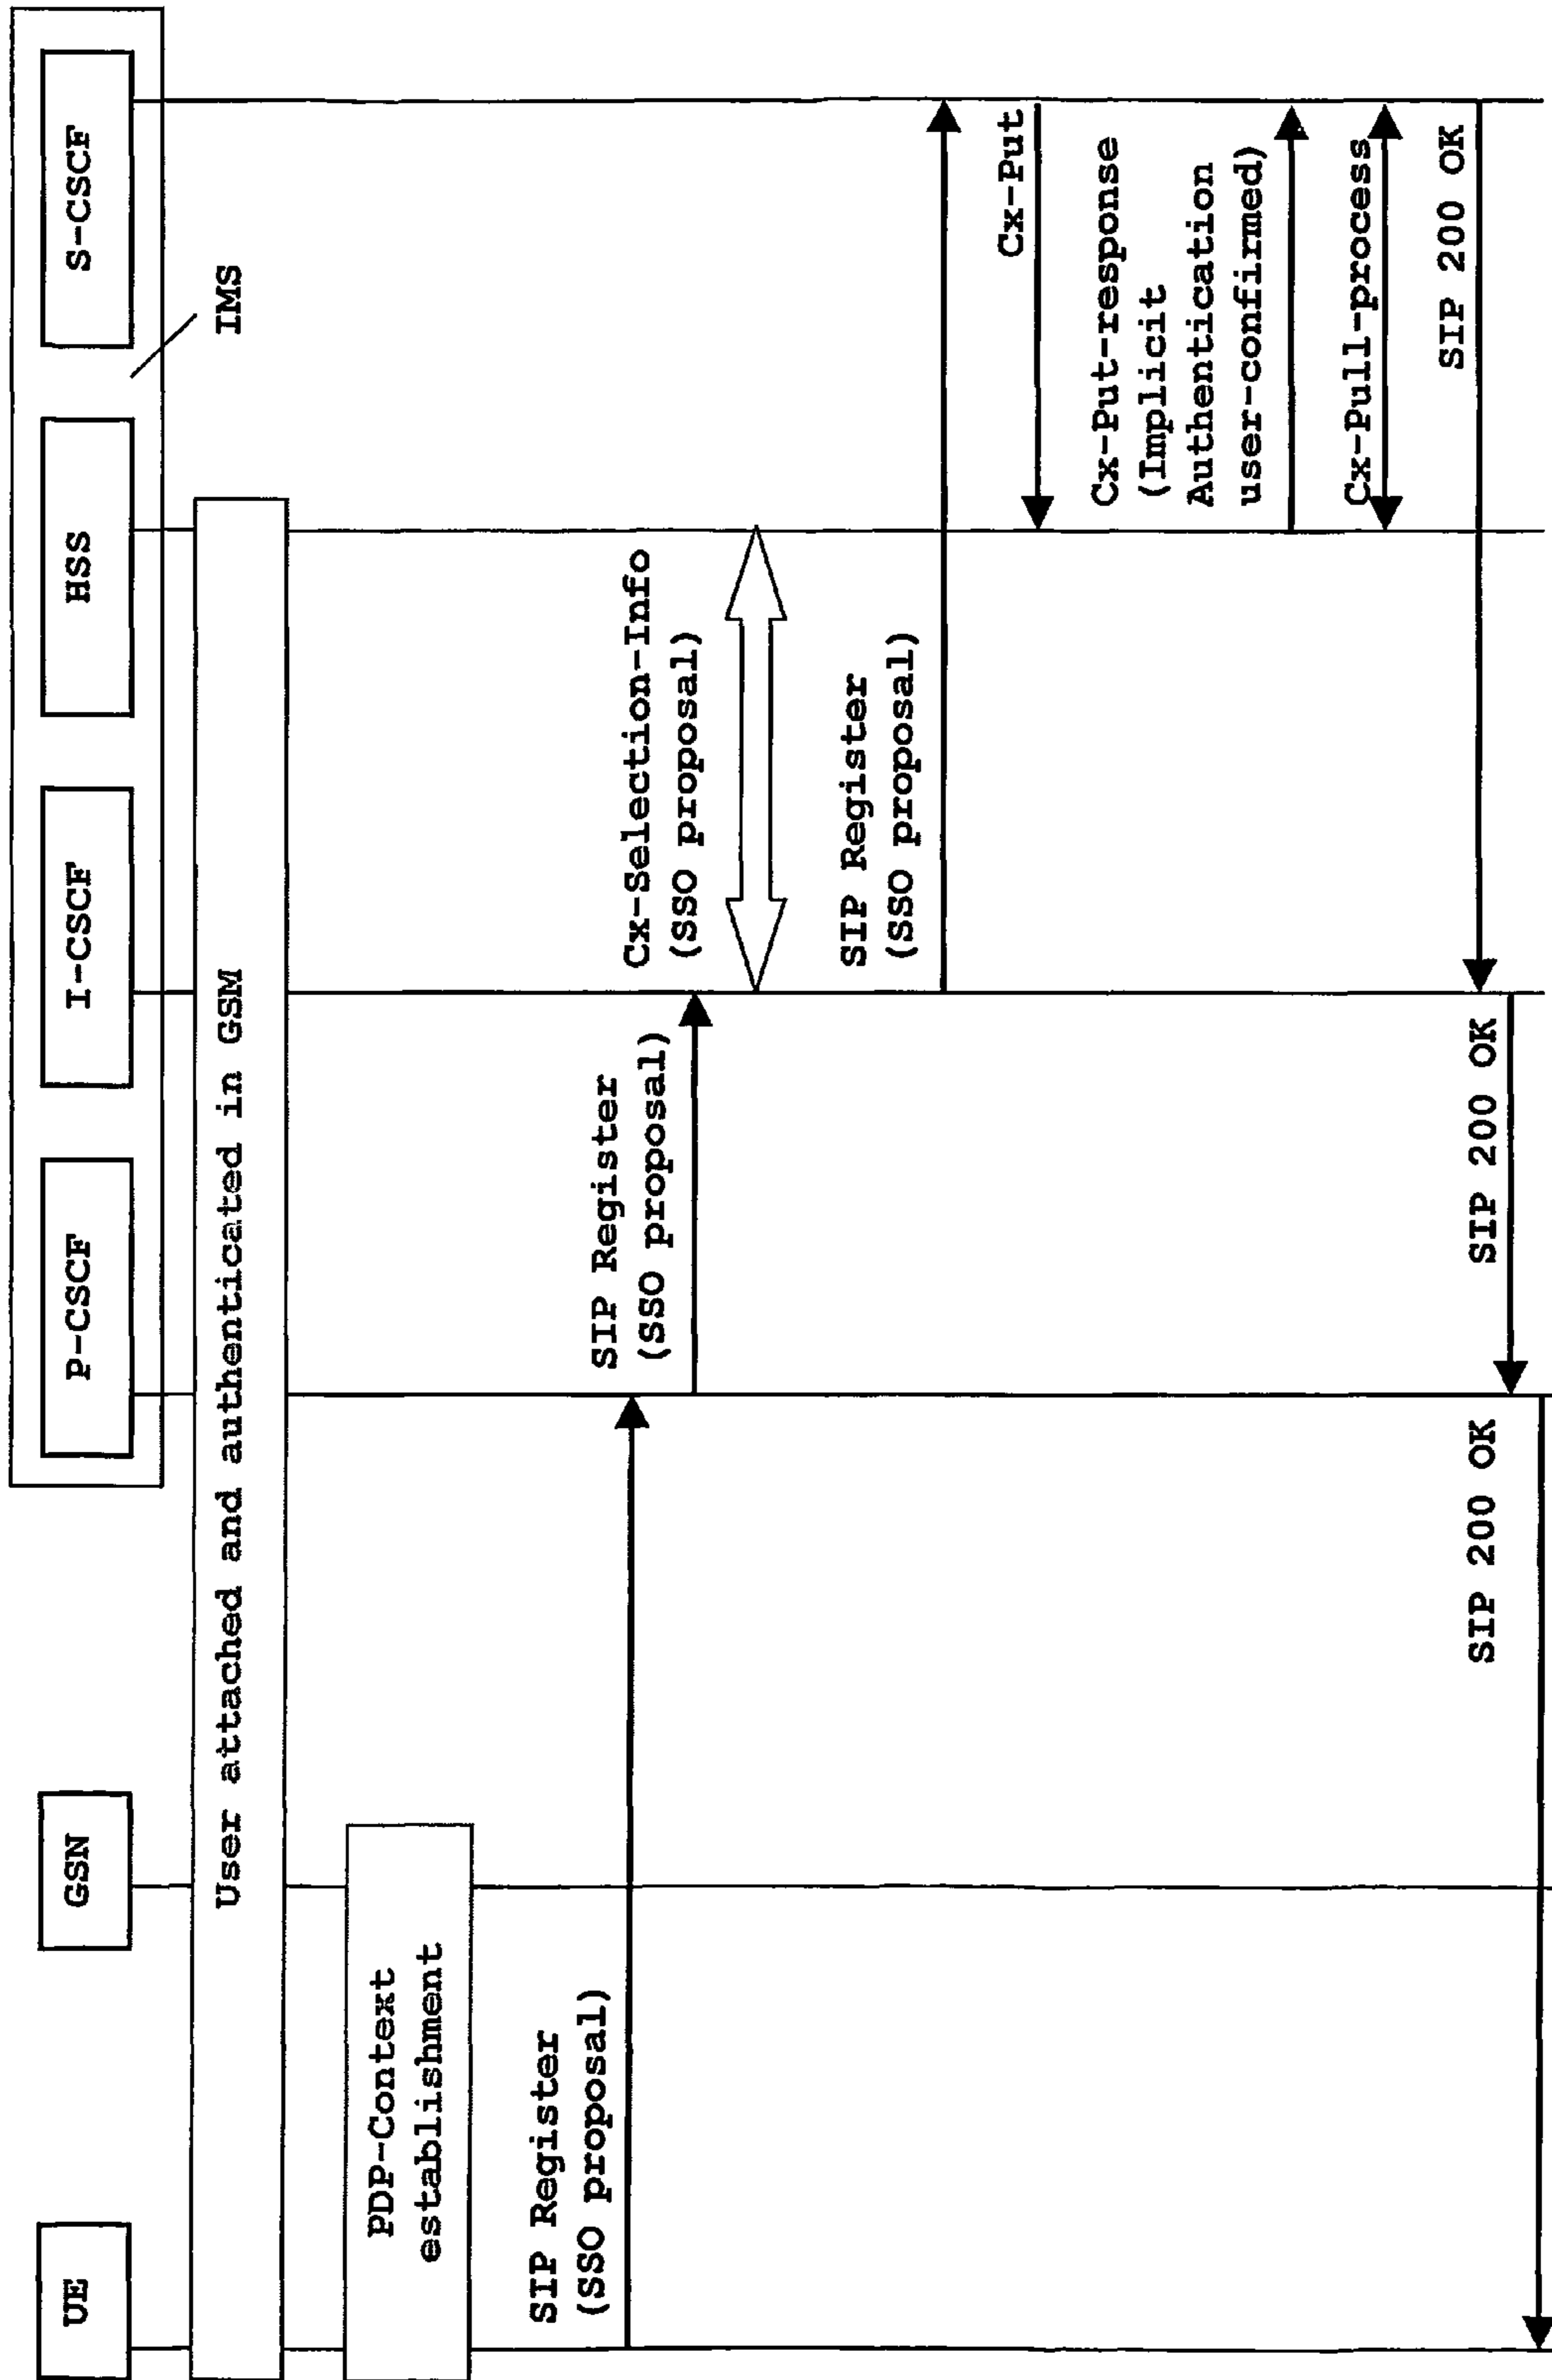 UE
GSN
P-CSCF
I-CSCF
HSS
S-CSCF
IMS
User attached and authenticated in GSM
PDP-Context
establishment
SIP Register
(SSO proposal)
SIP Register
(SSO proposal)
Cx-Selection-Info
(SSO proposal)
SIP Register
(SSO proposal)
Cx-Put
Cx-Put-response
(Implicit
Authentication
user-confirmed)
Cx-Pull-process
SIP 200 OK
SIP 200 OK
SIP 200 OK